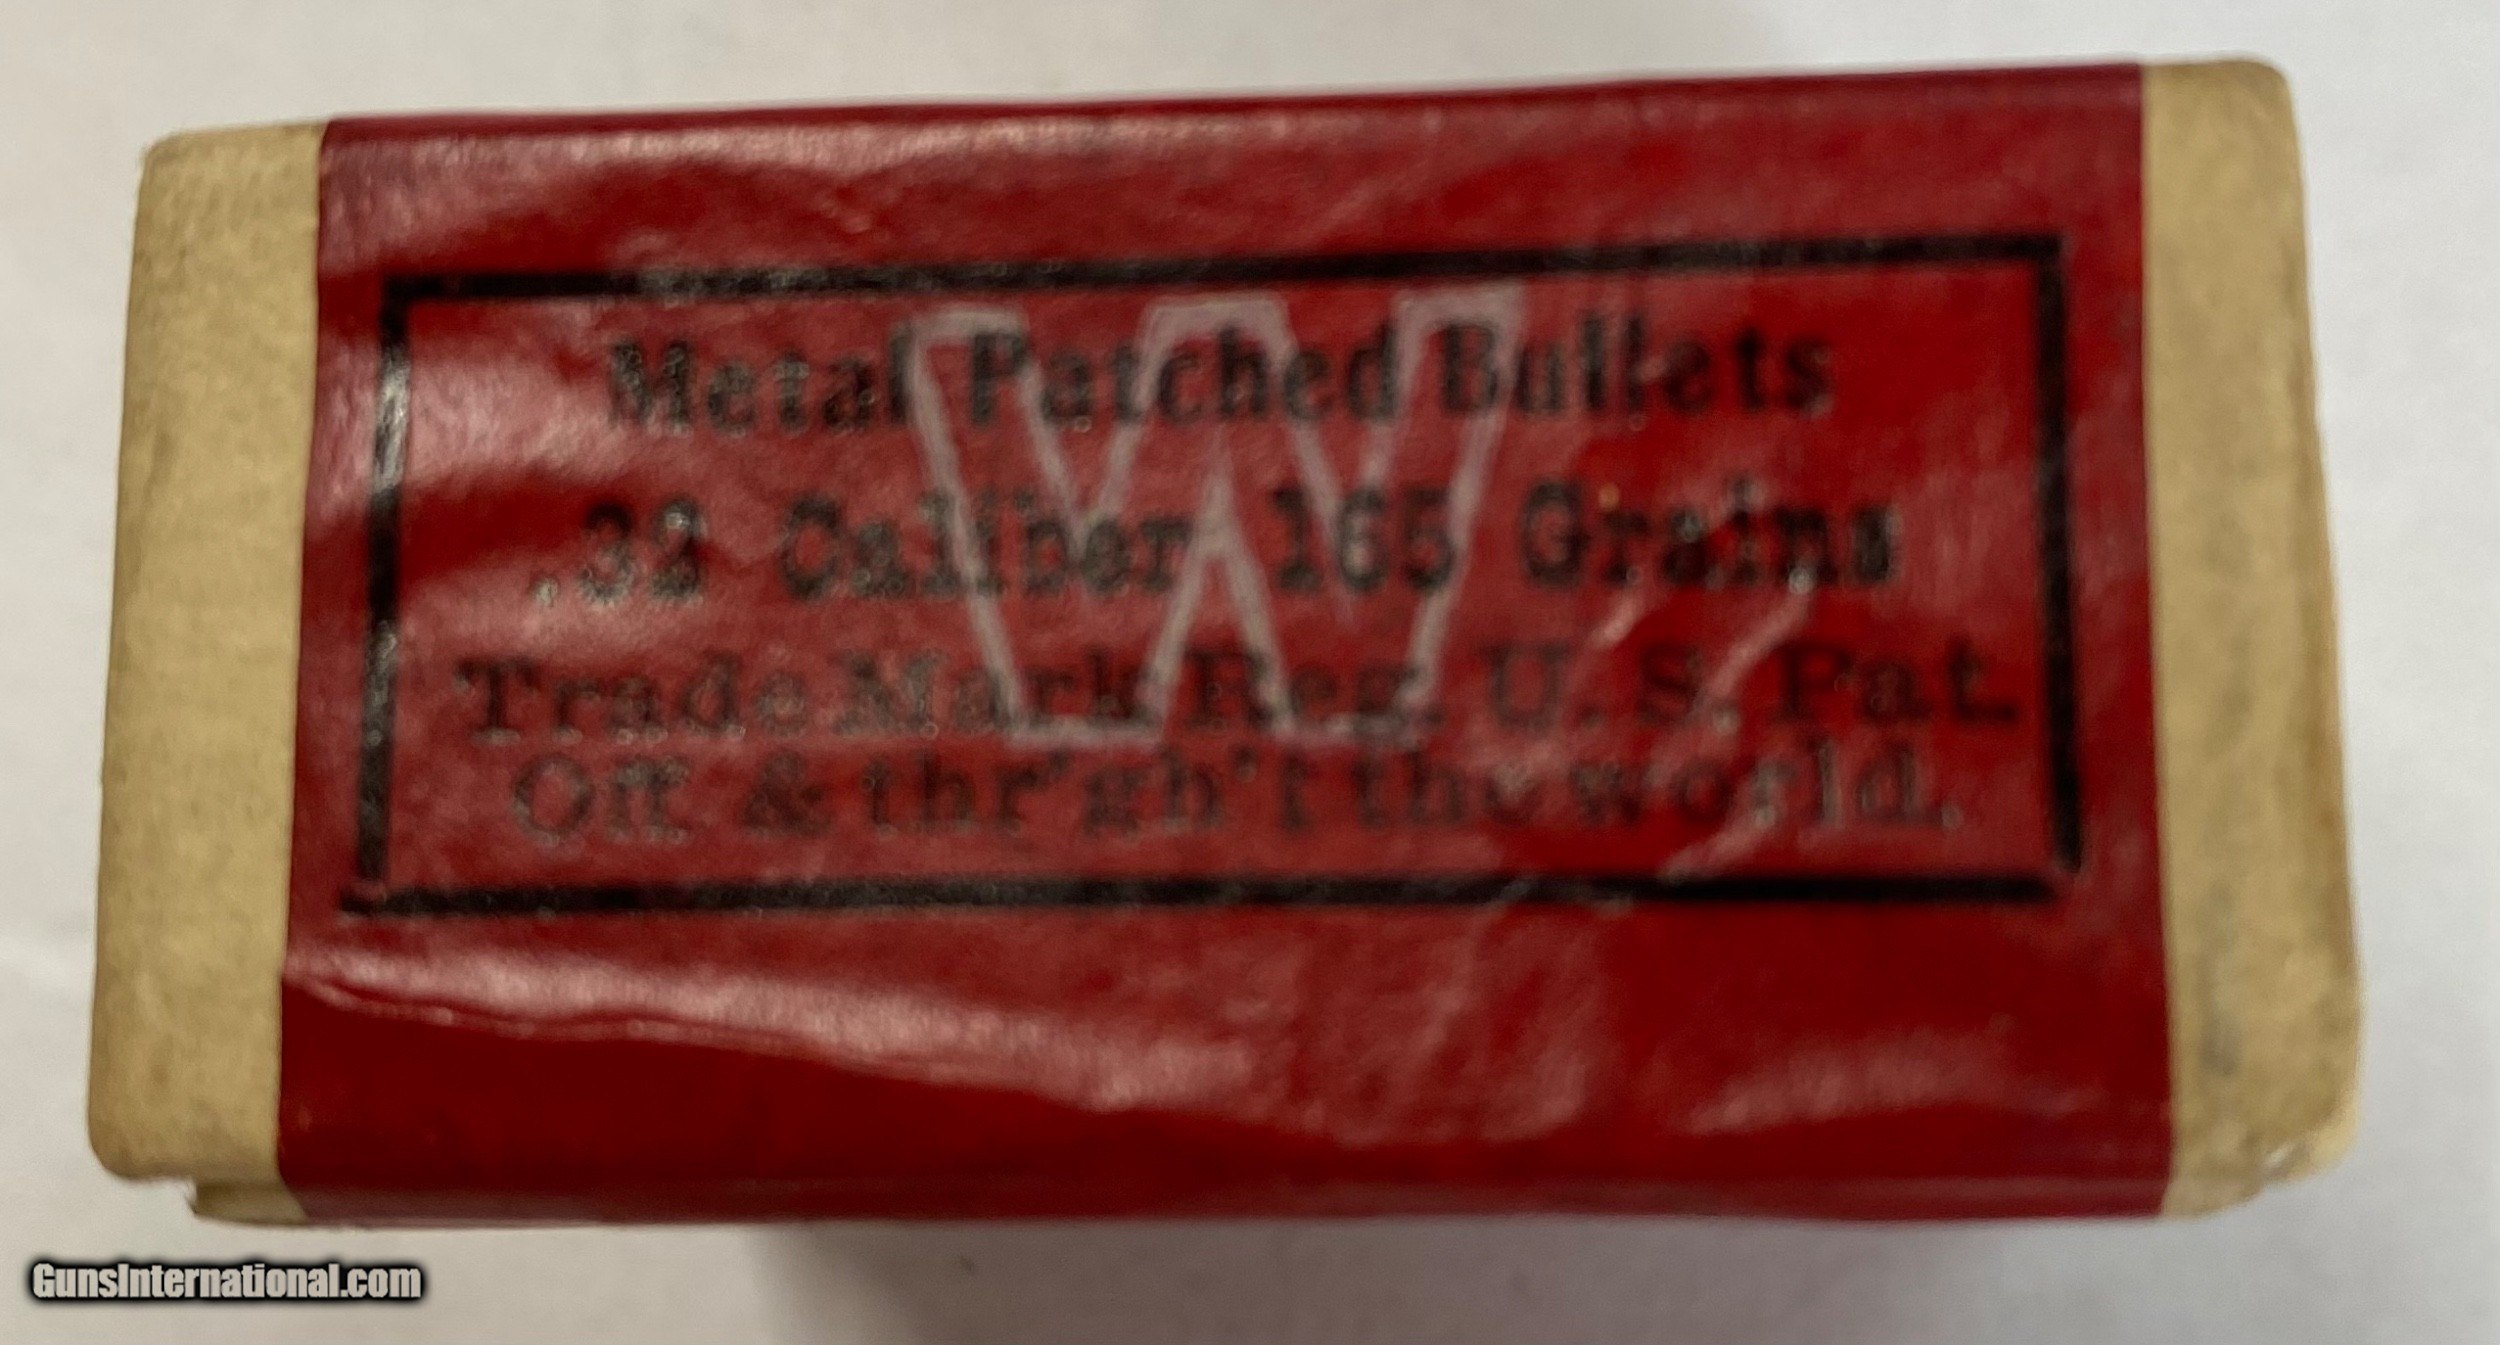 W
Metal Patched Bullets
.32 Caliber 165 Grains
Trade Mark Reg. U. S. Pat.
Off. & thr'gh't the world.
GunsInternational.com